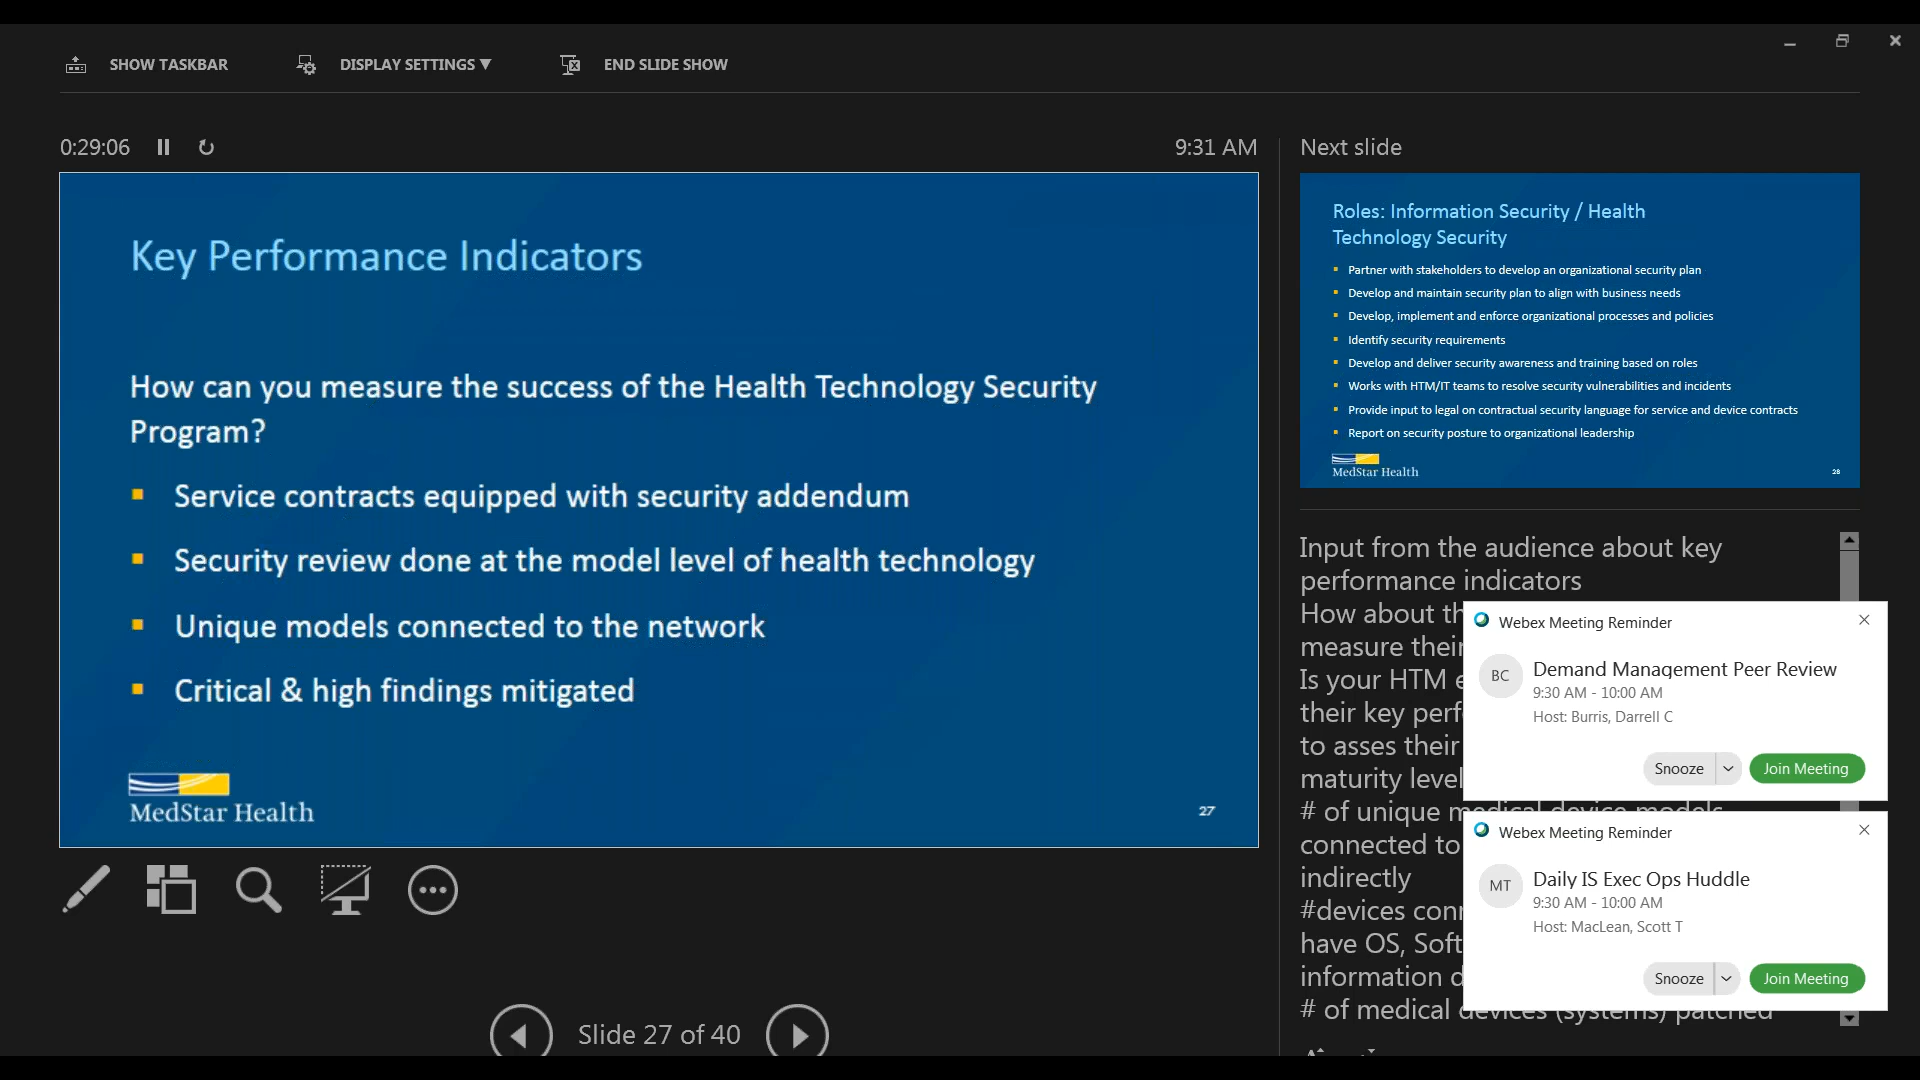 SHOW TASKBAR DISPLAY SETTINGS ▼ END SLIDE SHOW
0:29:06 9:31 AM
Key Performance Indicators
How can you measure the success of the Health Technology Security
Program?
▪ Service contracts equipped with security addendum
▪ Security review done at the model level of health technology
▪ Unique models connected to the network
▪ Critical & high findings mitigated
MedStar Health
27
Slide 27 of 40
Next slide
Roles: Information Security / Health
Technology Security
▪ Partner with stakeholders to develop an organizational security plan
▪ Develop and maintain security plan to align with business needs
▪ Develop, implement and enforce organizational processes and policies
▪ Identify security requirements
▪ Develop and deliver security awareness and training based on roles
▪ Works with HTM/IT teams to resolve security vulnerabilities and incidents
▪ Provide input to legal on contractual security language for service and device contracts
▪ Report on security posture to organizational leadership
MedStar Health
28
Input from the audience about key
performance indicators
How about
measure their
Is your HTM
their key
to asses their
maturity level
# of unique medical device models
connected to
indirectly
#devices
have OS,
information
# of medical devices (systems) patched
Webex Meeting Reminder
BC
Demand Management Peer Review
9:30 AM - 10:00 AM
Host: Burris, Darrell C
Snooze Join Meeting
Webex Meeting Reminder
MT
Daily IS Exec Ops Huddle
9:30 AM - 10:00 AM
Host: MacLean, Scott T
Snooze Join Meeting